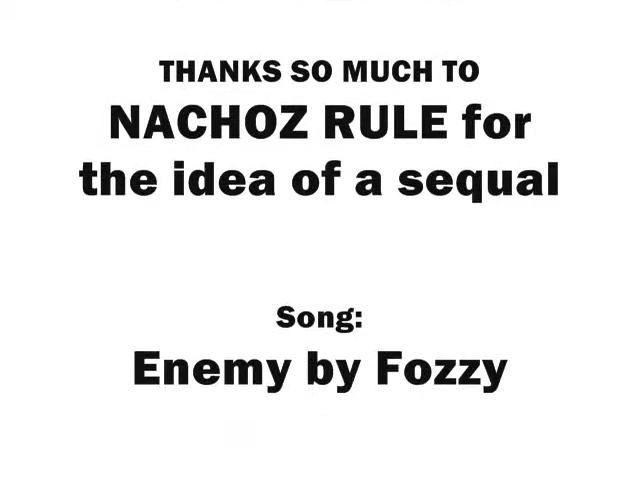 THANKS SO MUCH TO
NACHOZ RULE for
the idea of a sequal
Song:
Enemy by Fozzy